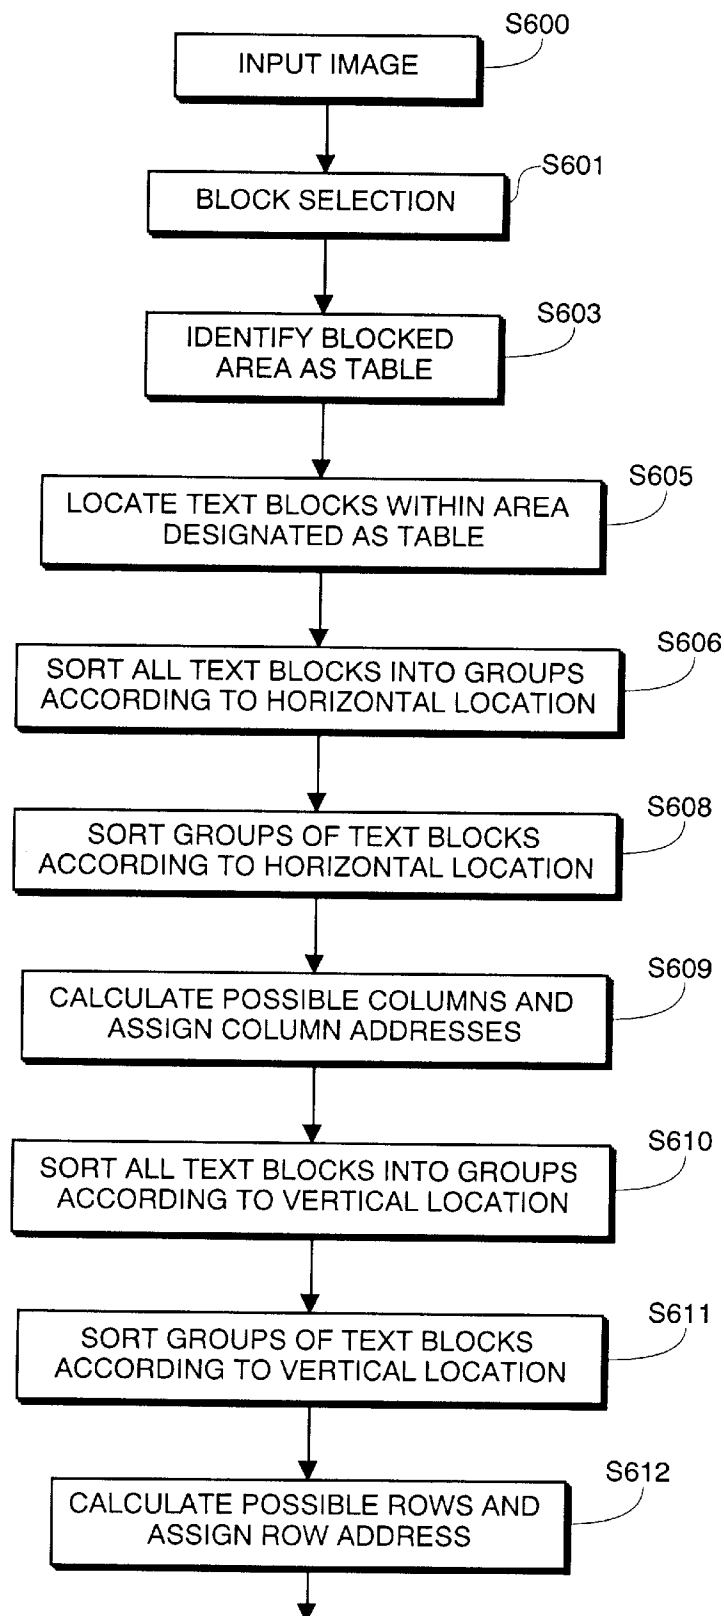 S600
INPUT IMAGE
S601
BLOCK SELECTION
S603
IDENTIFY BLOCKED
AREA AS TABLE
S605
LOCATE TEXT BLOCKS WITHIN AREA
DESIGNATED AS TABLE
S606
SORT ALL TEXT BLOCKS INTO GROUPS
ACCORDING TO HORIZONTAL LOCATION
S608
SORT GROUPS OF TEXT BLOCKS
ACCORDING TO HORIZONTAL LOCATION
S609
CALCULATE POSSIBLE COLUMNS AND
ASSIGN COLUMN ADDRESSES
S610
SORT ALL TEXT BLOCKS INTO GROUPS
ACCORDING TO VERTICAL LOCATION
S611
SORT GROUPS OF TEXT BLOCKS
ACCORDING TO VERTICAL LOCATION
S612
CALCULATE POSSIBLE ROWS AND
ASSIGN ROW ADDRESS